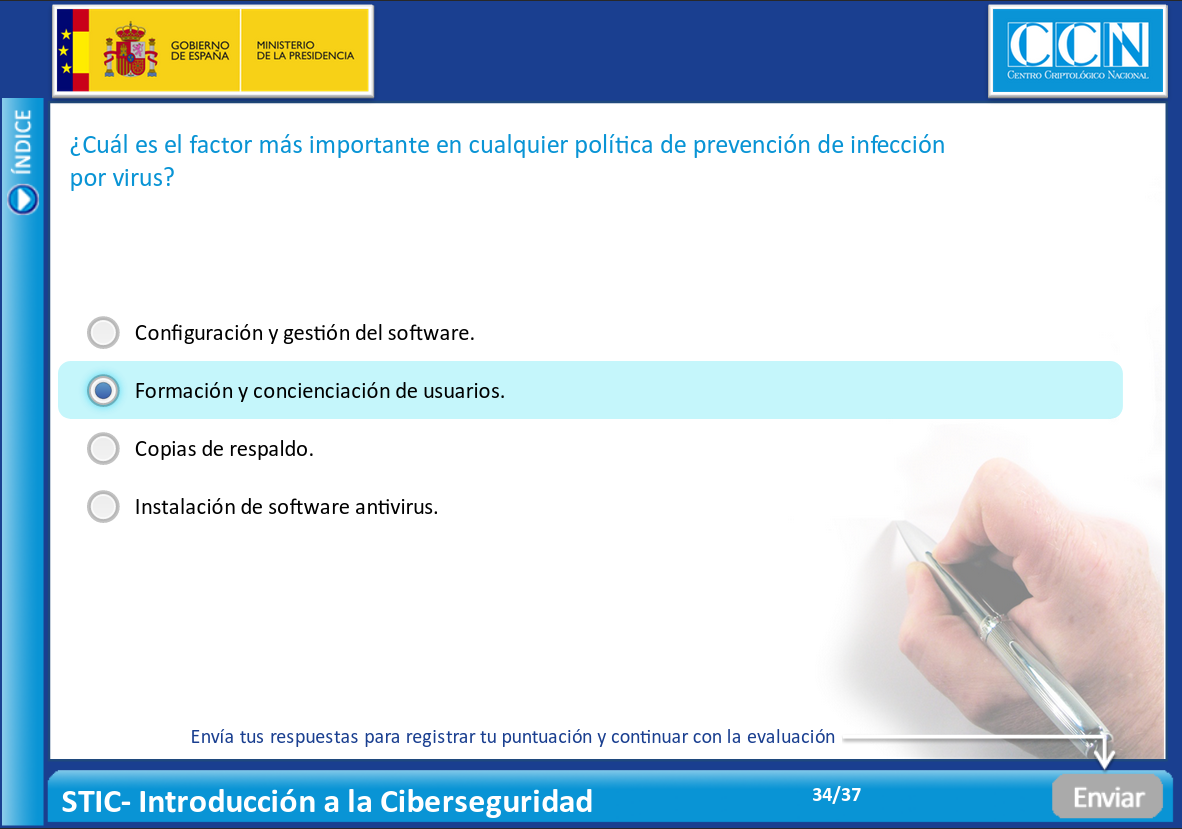 GOBIERNO
DE ESPAÑA
MINISTERIO
DE LA PRESIDENCIA
CCN
CENTRO CRIPTOLÓGICO NACIONAL
ÍNDICE
¿Cuál es el factor más importante en cualquier política de prevención de infección
por virus?
Configuración y gestión del software.
Formación y concienciación de usuarios.
Copias de respaldo.
Instalación de software antivirus.
Envía tus respuestas para registrar tu puntuación y continuar con la evaluación
STIC- Introducción a la Ciberseguridad
34/37
Enviar